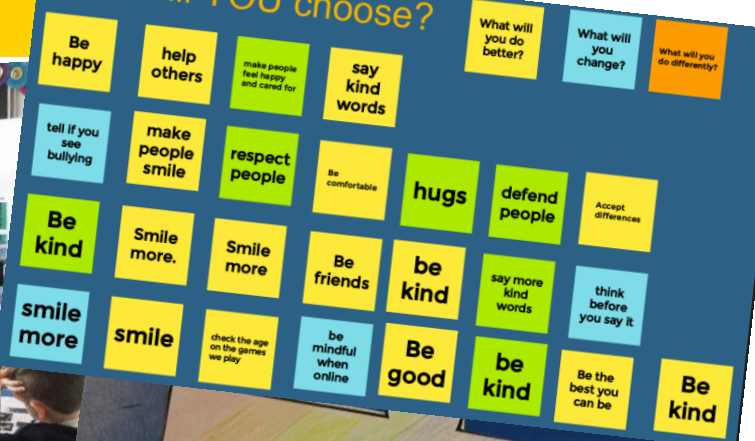 YOU choose?
What will
you do
better?
What will
you
change?
What will you
do differently?
Be
happy
help
others
make people
feel happy
and cared for
say
kind
words
tell if you
see
bullying
make
people
smile
respect
people
Be
comfortable
hugs
defend
people
Accept
differences
Be
kind
Smile
more.
Smile
more
Be
friends
be
kind
say more
kind
words
think
before
you say it
smile
more
smile
check the age
on the games
we play
be
mindful
when
online
Be
good
be
kind
Be the
best you
can be
Be
kind